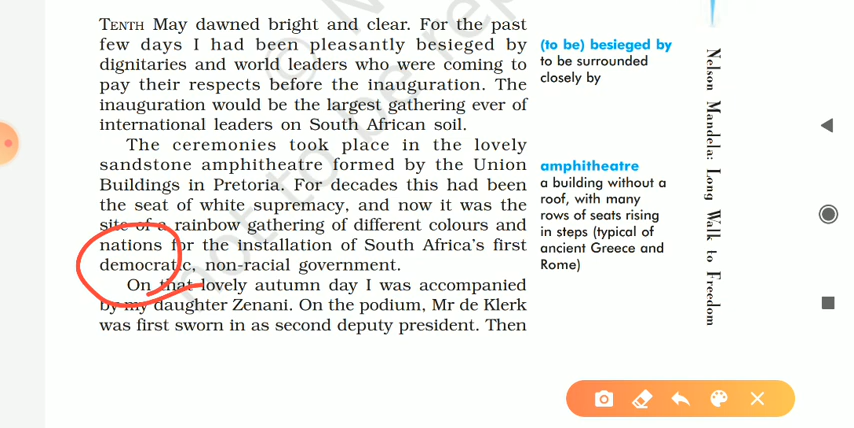 TENTH May dawned bright and clear. For the past
few days I had been pleasantly besieged by
dignitaries and world leaders who were coming to
pay their respects before the inauguration. The
inauguration would be the largest gathering ever of
international leaders on South African soil.
The ceremonies took place in the lovely
sandstone amphitheatre formed by the Union
Buildings in Pretoria. For decades this had been
the seat of white supremacy, and now it was the
site of a rainbow gathering of different colours and
nations for the installation of South Africa's first
democratic, non-racial government.
On that lovely autumn day I was accompanied
by my daughter Zenani. On the podium, Mr de Klerk
was first sworn in as second deputy president. Then
(to be) besieged by
to be surrounded
closely by
amphitheatre
a building without a
roof, with many
rows of seats rising
in steps (typical of
ancient Greece and
Rome)
Nelson Mandela: Long Walk to Freedom
© N
not to be rep